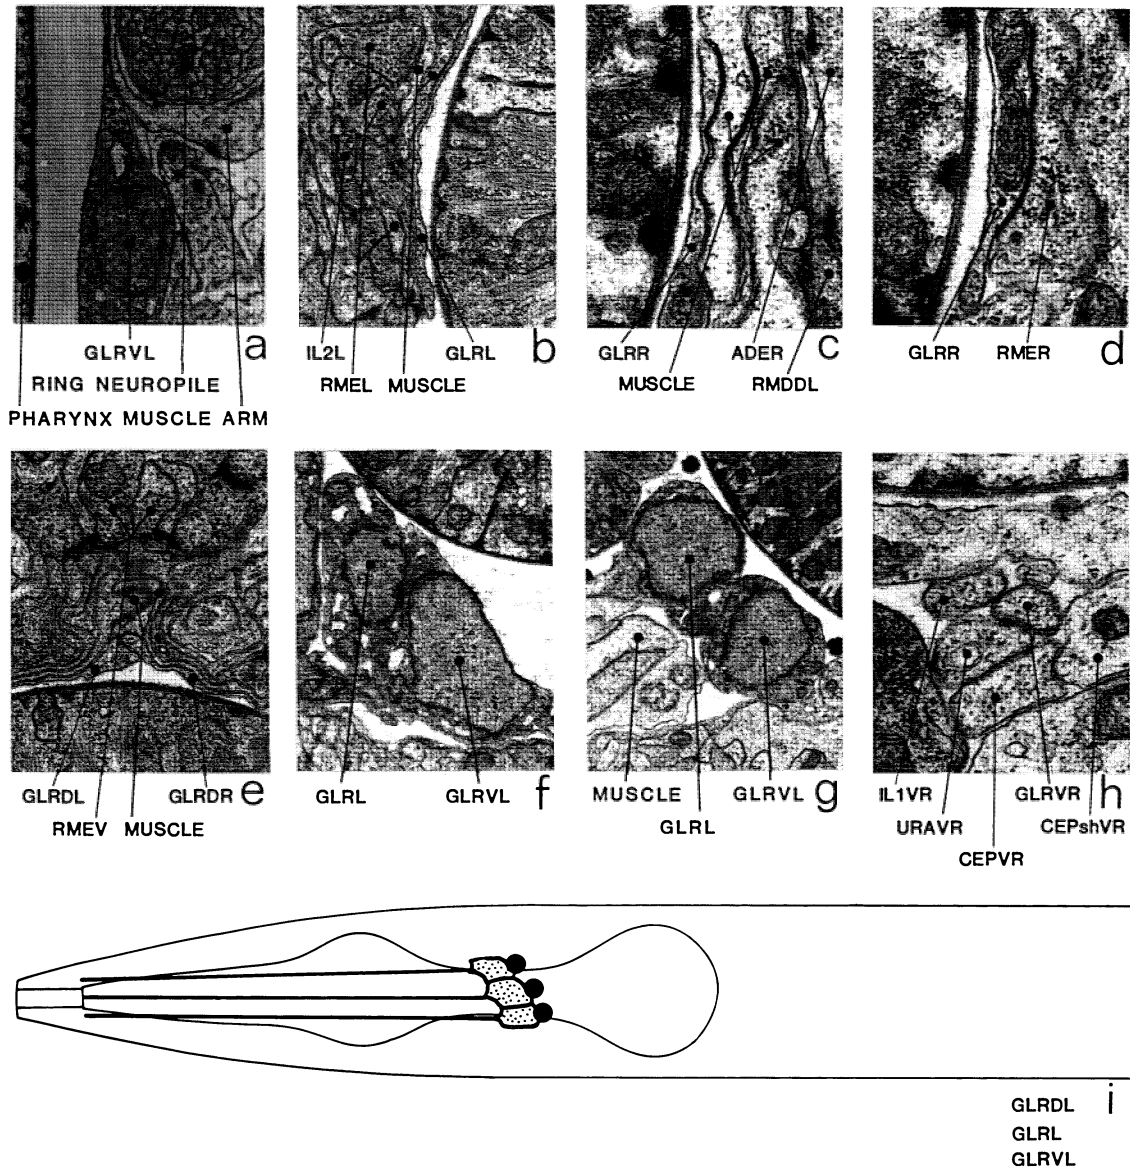 a
GLRVL
RING NEUROPILE
PHARYNX MUSCLE ARM
b
IL2L GLRL
RMEL MUSCLE
c
GLRR ADER
MUSCLE RMDDL
d
GLRR RMER
e
GLRDL GLRDR
RMEV MUSCLE
f
GLRL GLRVL
g
MUSCLE GLRVL
GLRL
h
IL1VR GLRVR
URAVR CEPshVR
CEPVR
i
GLRDL
GLRL
GLRVL